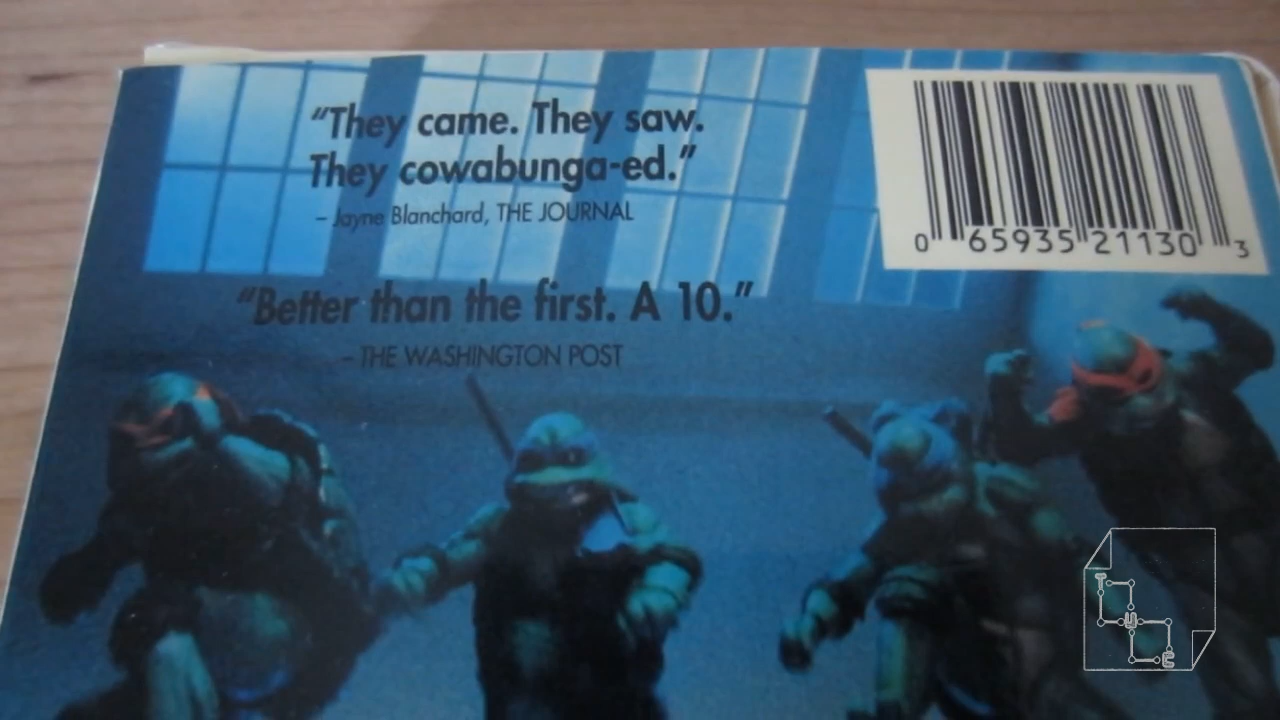 “They came. They saw.
They cowabunga-ed.”
– Jayne Blanchard, THE JOURNAL
“Better than the first. A 10.”
– THE WASHINGTON POST
0 65935 21130 3